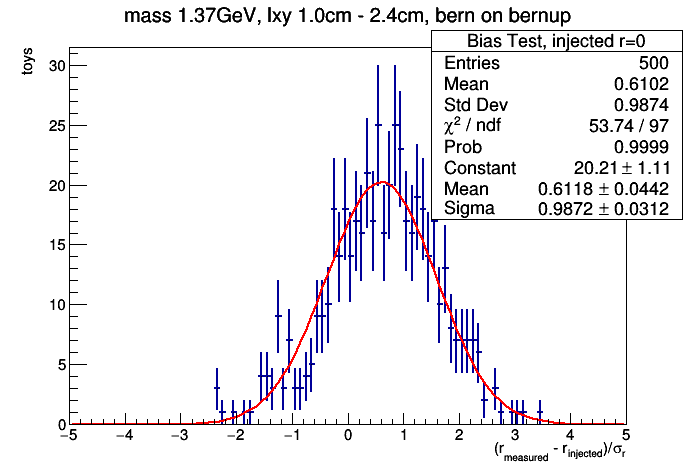 mass 1.37GeV, lxy 1.0cm - 2.4cm, bern on bernup
Bias Test, injected r=0
Entries 500
Mean 0.6102
Std Dev 0.9874
χ² / ndf 53.74 / 97
Prob 0.9999
Constant 20.21 ± 1.11
Mean 0.6118 ± 0.0442
Sigma 0.9872 ± 0.0312
toys
30
25
20
15
10
5
0
−5 −4 −3 −2 −1 0 1 2 3 4 5
(r_measured - r_injected)/σ_r